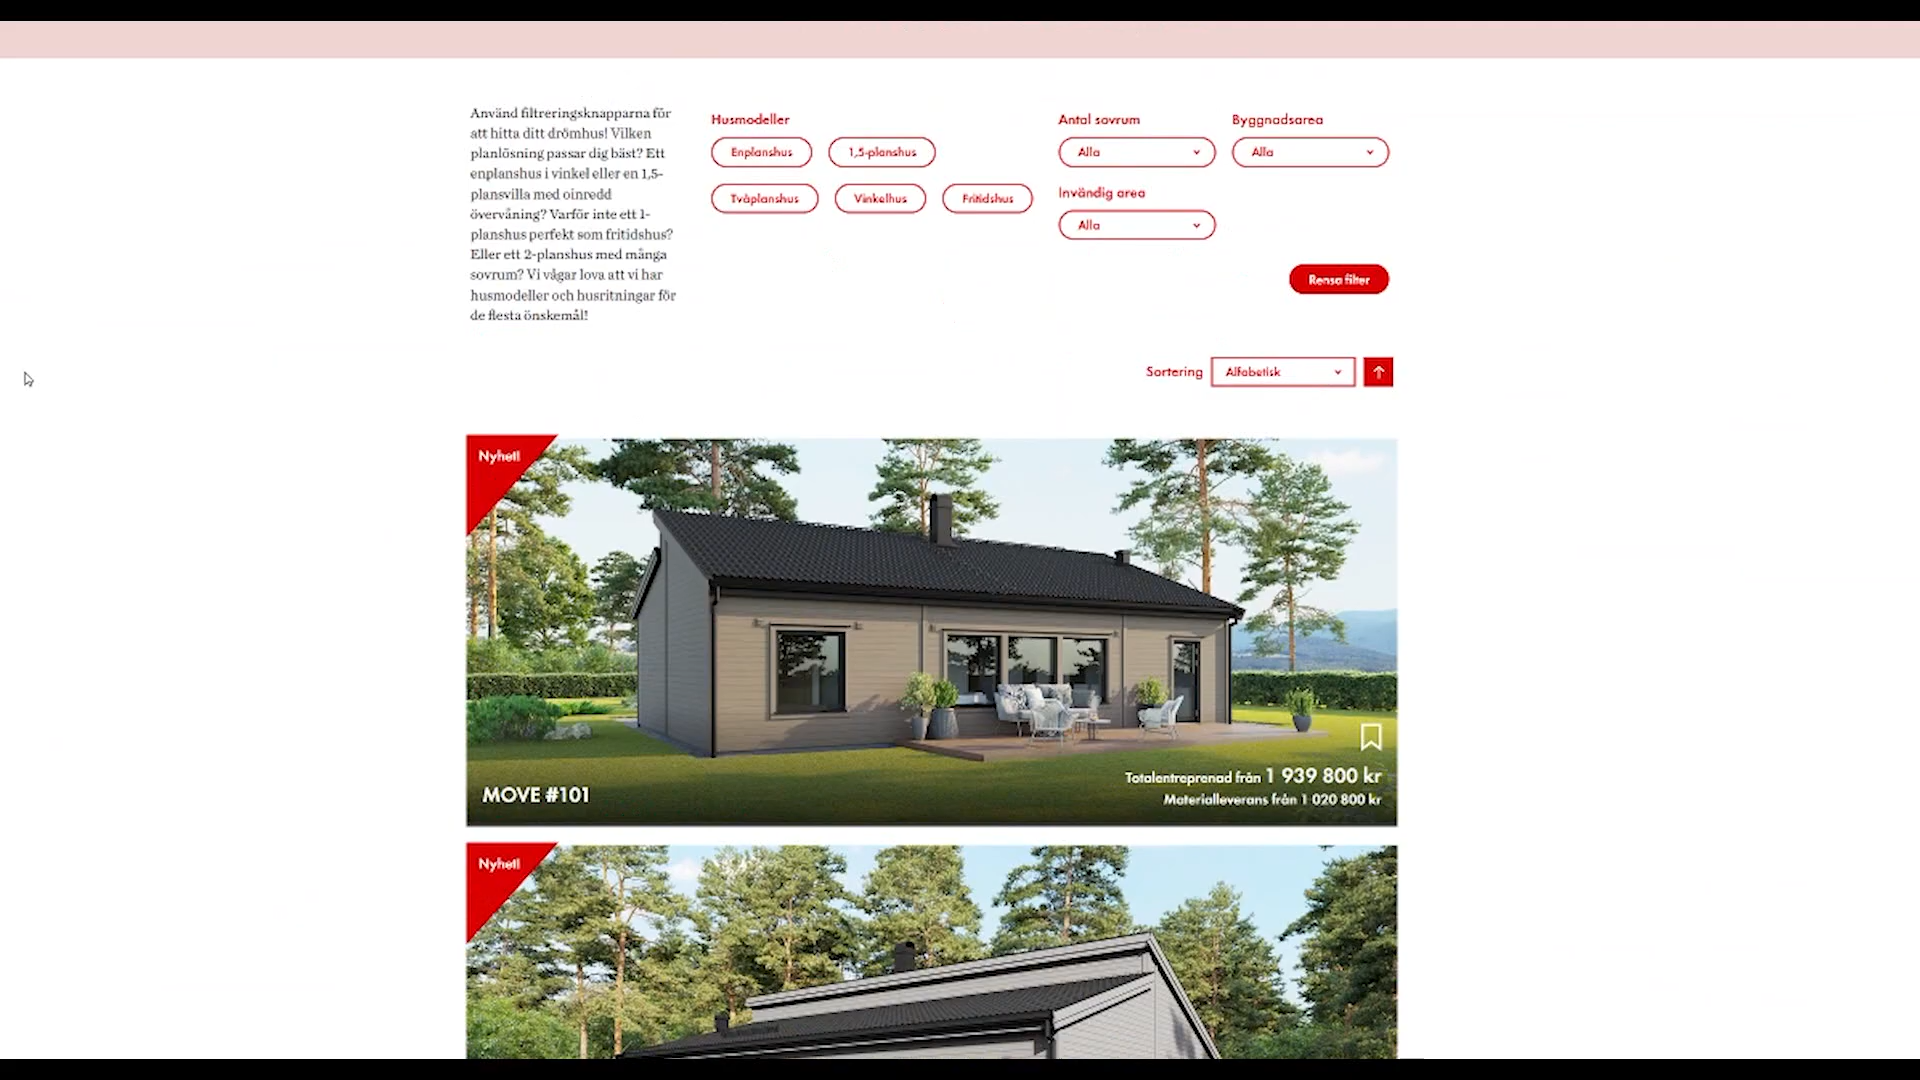 Använd filtreringsknapparna för
att hitta ditt drömhus! Vilken
planlösning passar dig bäst? Ett
enplanshus i vinkel eller en 1,5-
plansvilla med oinredd
övervåning? Varför inte ett 1-
planshus perfekt som fritidshus?
Eller ett 2-planshus med många
sovrum? Vi vågar lova att vi har
husmodeller och husritningar för
de flesta önskemål!
Husmodeller
Enplanshus
1,5-planshus
Tvåplanshus
Vinkelhus
Fritidshus
Antal sovrum
Alla
Byggnadsarea
Alla
Invändig area
Alla
Rensa filter
Sortering
Alfabetisk
Nyhet!
MOVE #101
Totalentreprenad från 1 939 800 kr
Materialleverans från 1 020 800 kr
Nyhet!